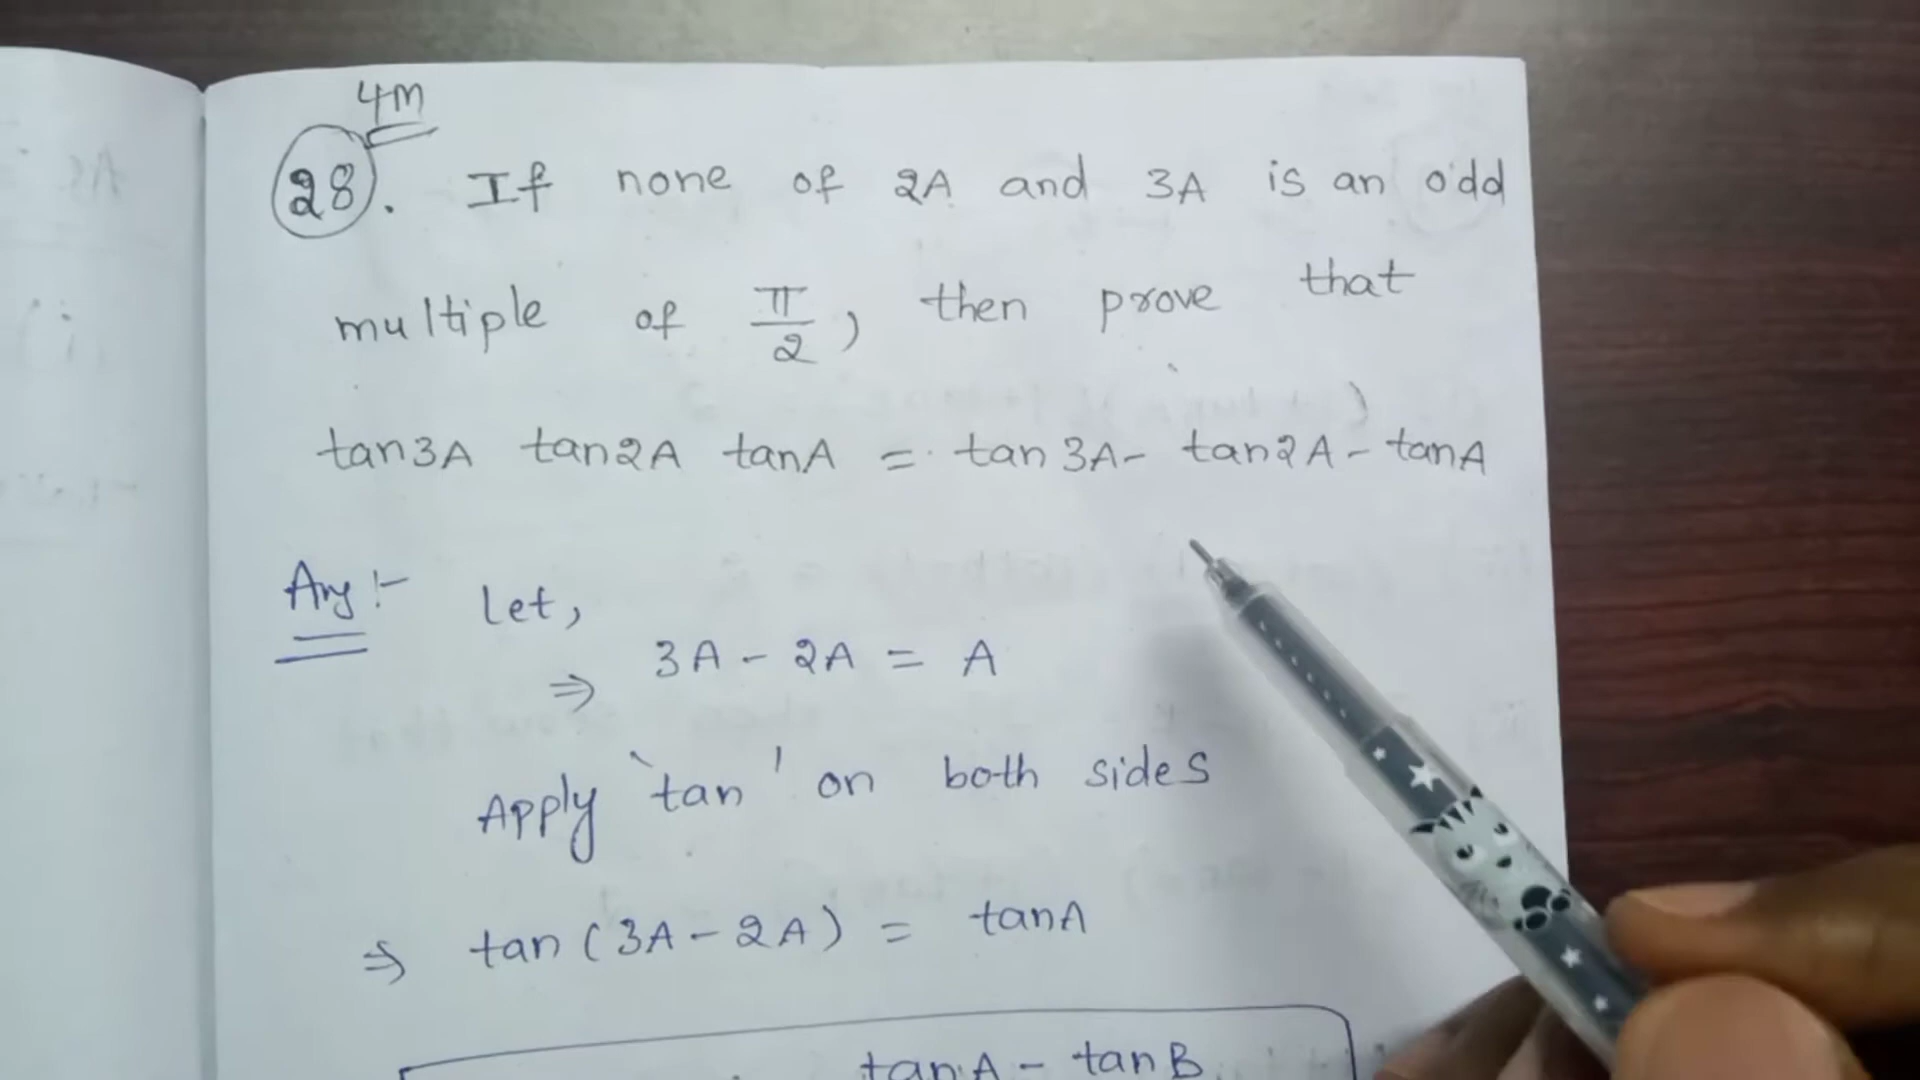 4m
28. If none of 2A and 3A is an odd
multiple of π/2, then prove that
tan3A tan2A tanA = tan3A - tan2A - tanA
Ans :- Let,
⇒ 3A - 2A = A
Apply 'tan' on both sides
⇒ tan(3A - 2A) = tanA
tanA - tanB